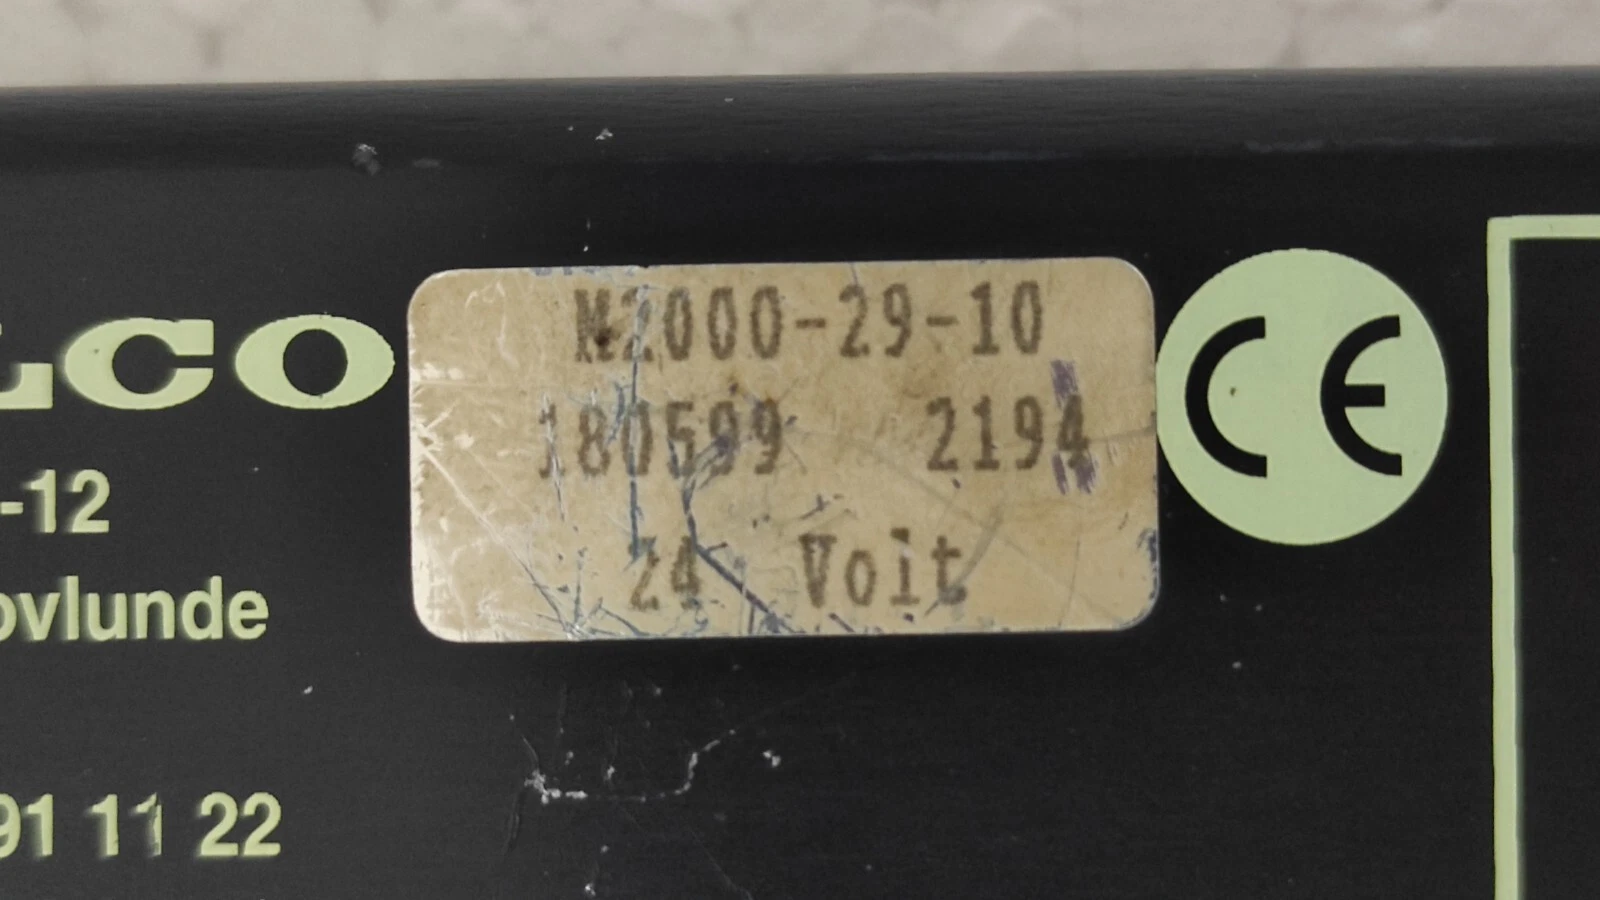 LCO
M2000-29-10
180599 2194
24 Volt
CE
-12
ovlunde
91 11 22